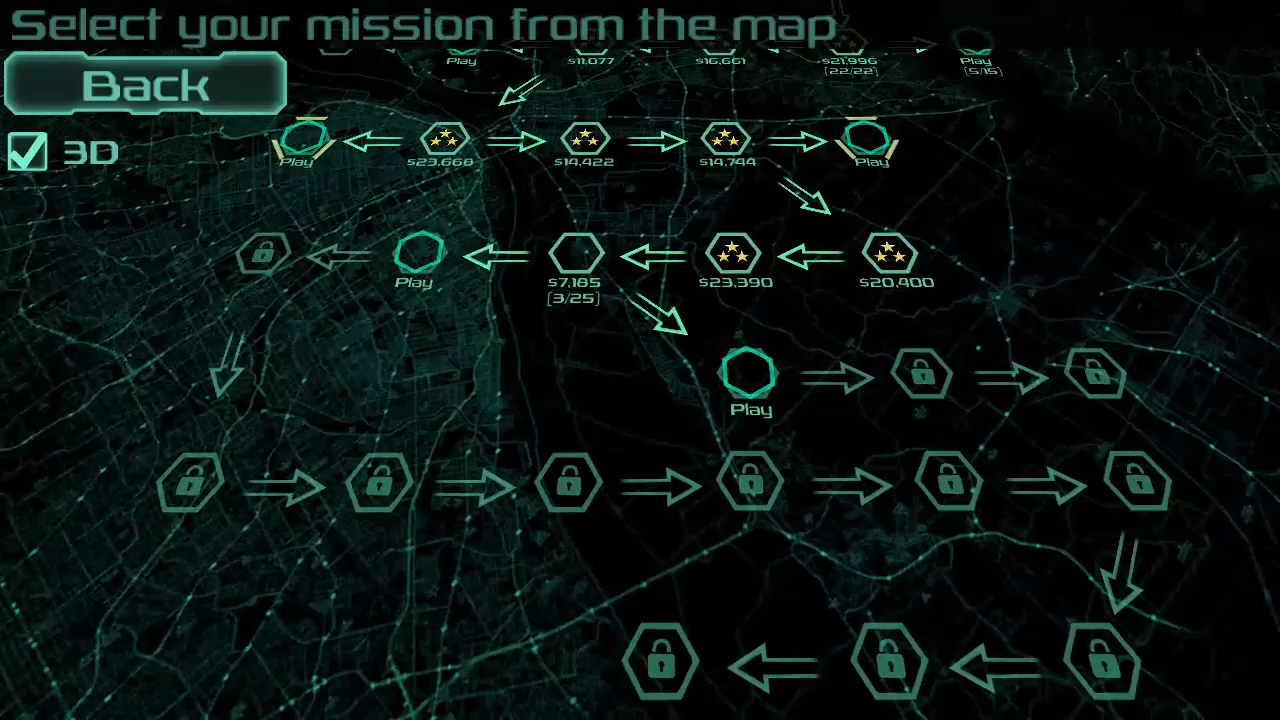 Select your mission from the map
Play $11,077 $16,661 $21,996 Play
[22/22] [5/15]
Back
3D
Play $23,668 $14,422 $14,744 Play
Play $7,185 $23,390 $20,400
[3/25]
Play